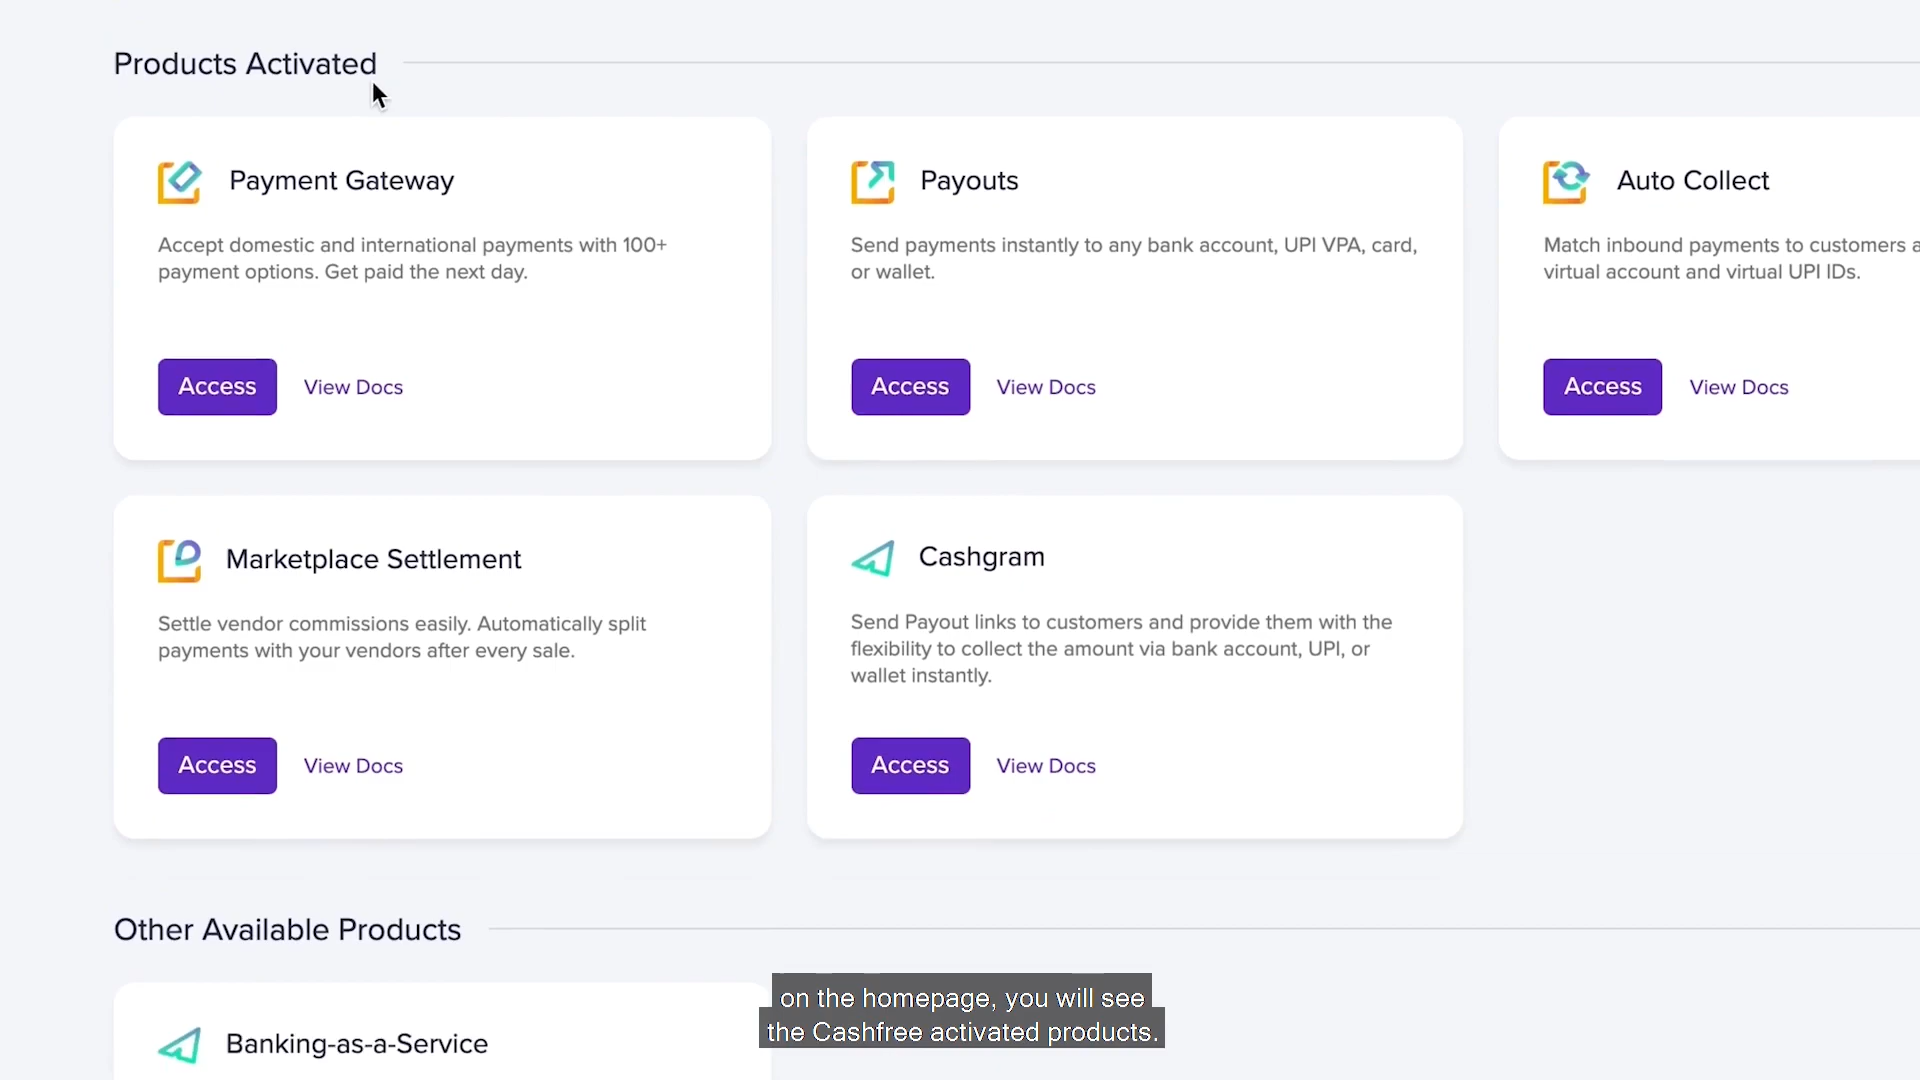 Products Activated
Payment Gateway
Accept domestic and international payments with 100+
payment options. Get paid the next day.
Access View Docs
Payouts
Send payments instantly to any bank account, UPI VPA, card,
or wallet.
Access View Docs
Auto Collect
Match inbound payments to customers
virtual account and virtual UPI IDs.
Access View Docs
Marketplace Settlement
Settle vendor commissions easily. Automatically split
payments with your vendors after every sale.
Access View Docs
Cashgram
Send Payout links to customers and provide them with the
flexibility to collect the amount via bank account, UPI, or
wallet instantly.
Access View Docs
Other Available Products
Banking-as-a-Service
on the homepage, you will see
the Cashfree activated products.